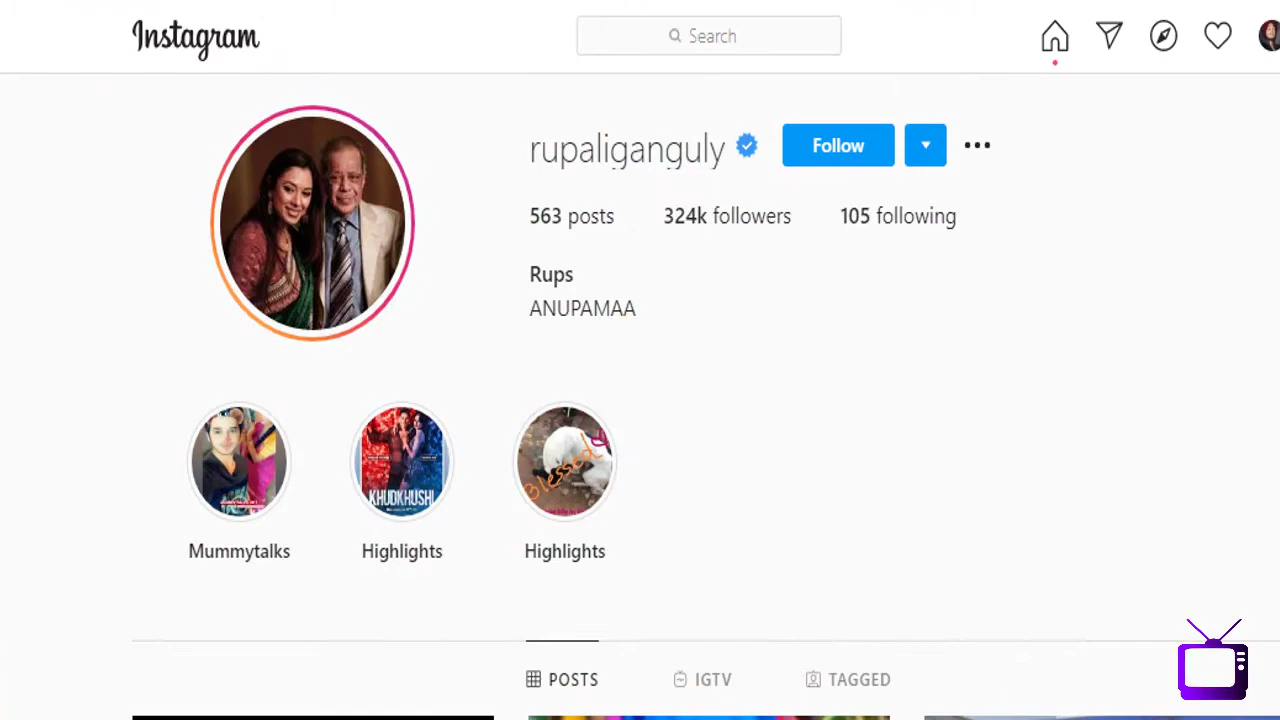 Instagram
Search
rupaliganguly
Follow
563 posts 324k followers 105 following
Rups
ANUPAMAA
KHUDKHUSHI
Blessed
Mummytalks Highlights Highlights
POSTS IGTV TAGGED